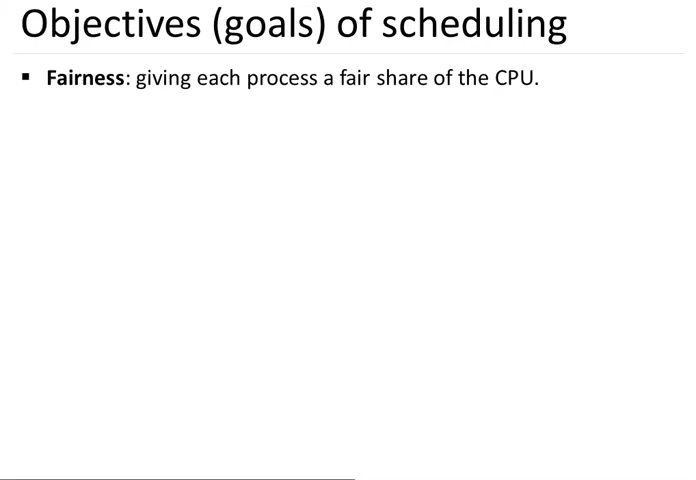 Objectives (goals) of scheduling
▪ Fairness: giving each process a fair share of the CPU.